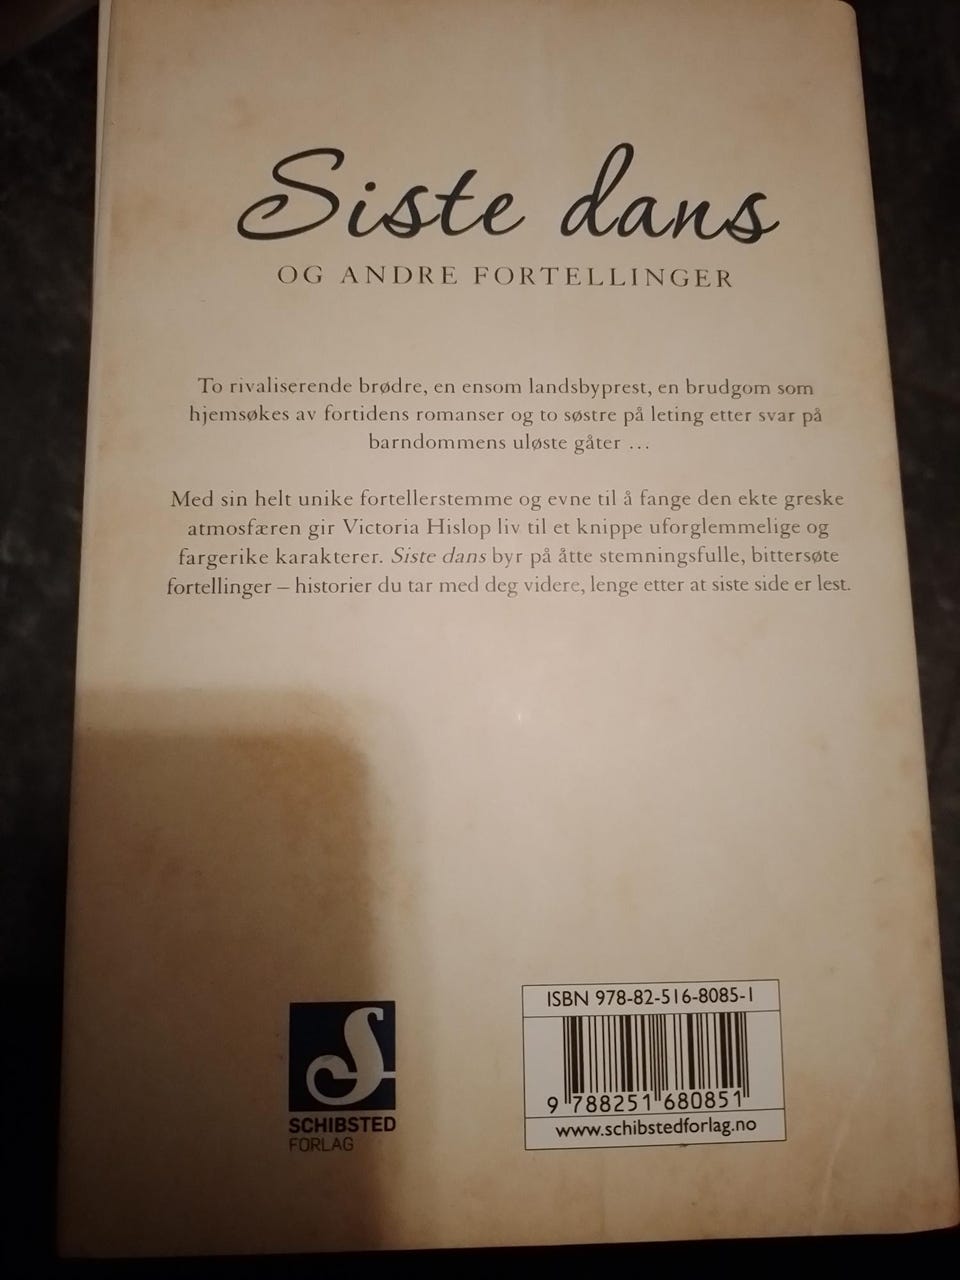 Siste dans
OG ANDRE FORTELLINGER
To rivaliserende brødre, en ensom landsbyprest, en brudgom som
hjemsøkes av fortidens romanser og to søstre på leting etter svar på
barndommens uløste gåter ...
Med sin helt unike fortellerstemme og evne til å fange den ekte greske
atmosfæren gir Victoria Hislop liv til et knippe uforglemmelige og
fargerike karakterer. Siste dans byr på åtte stemningsfulle, bittersøte
fortellinger – historier du tar med deg videre, lenge etter at siste side er lest.
S
SCHIBSTED
FORLAG
ISBN 978-82-516-8085-1
9 788251 680851
www.schibstedforlag.no